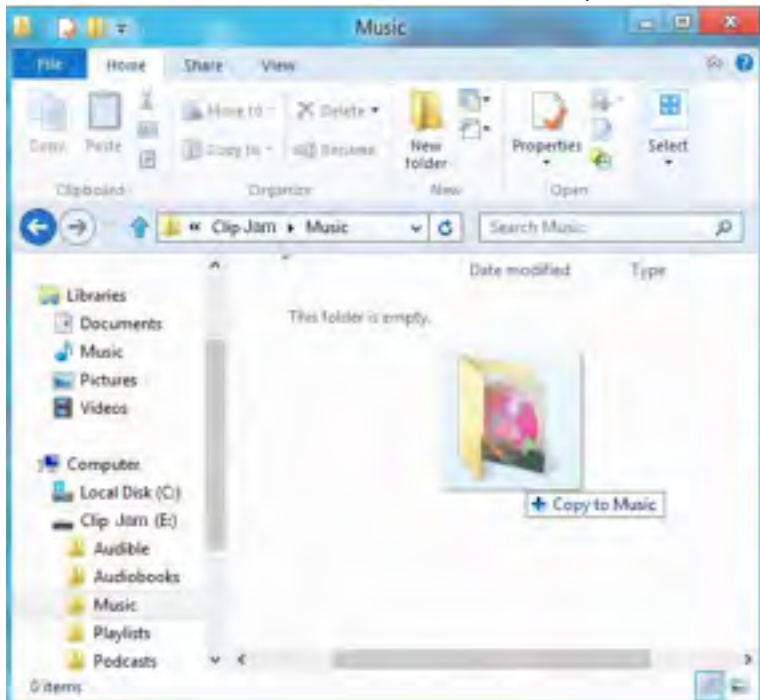 Music
File Home Share View
Copy Paste Move to Delete New folder Properties Select
Copy to Rename
Clipboard Organize New Open
« Clip Jam ▸ Music Search Music
Date modified Type
This folder is empty.
Libraries
Documents
Music
Pictures
Videos
Computer
Local Disk (C:)
Clip Jam (E:)
Audible
Audiobooks
Music
Playlists
Podcasts
+ Copy to Music
0 items